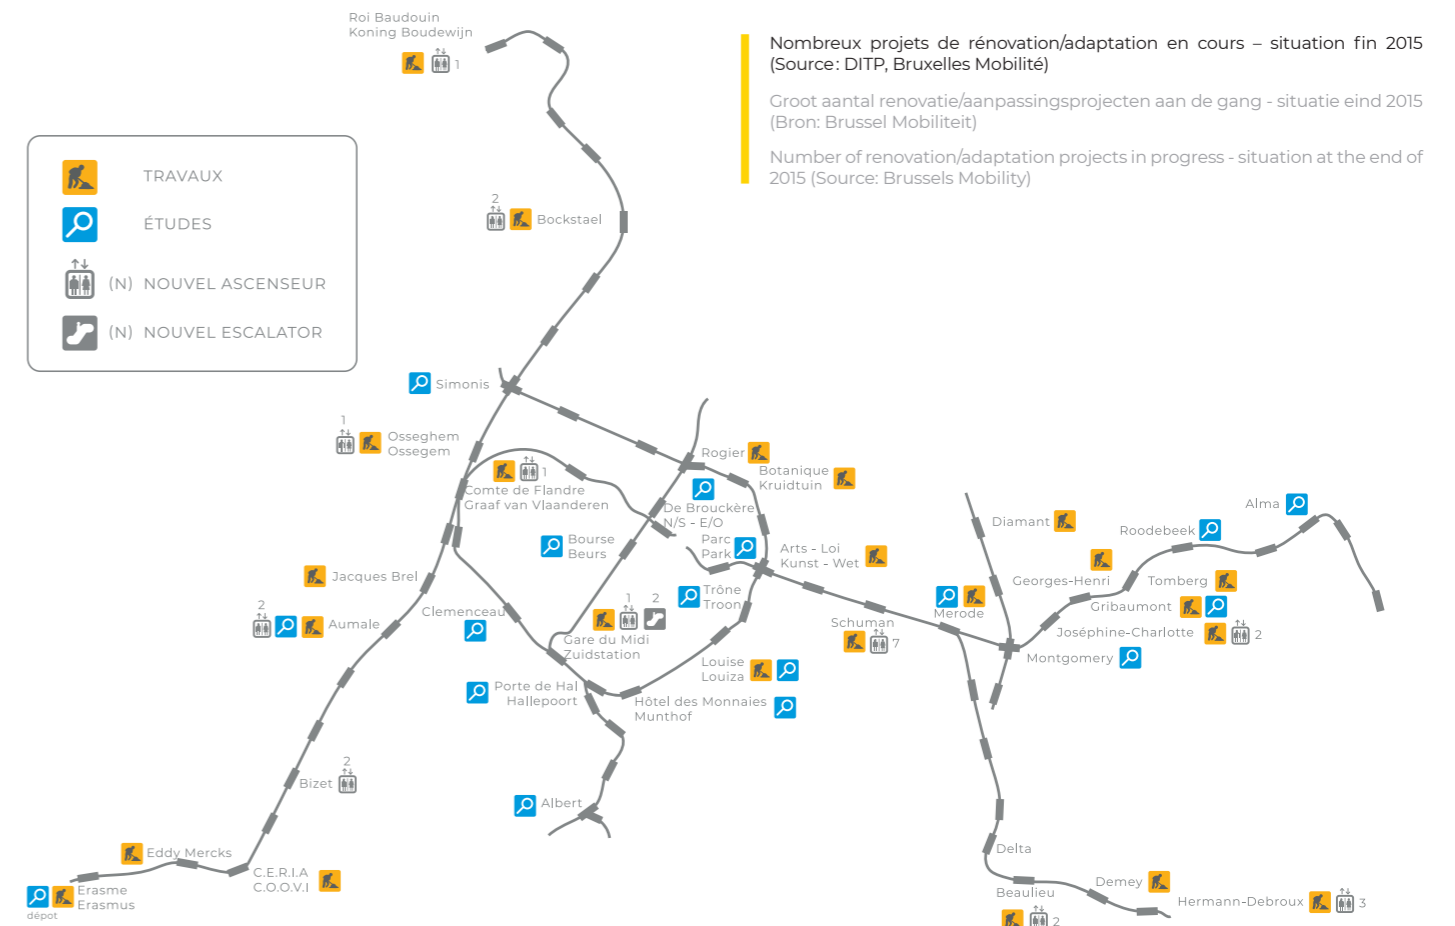 Roi Baudouin
Koning Boudewijn
1
Nombreux projets de rénovation/adaptation en cours – situation fin 2015
(Source: DITP, Bruxelles Mobilité)
Groot aantal renovatie/aanpassingsprojecten aan de gang - situatie eind 2015
(Bron: Brussel Mobiliteit)
Number of renovation/adaptation projects in progress - situation at the end of
2015 (Source: Brussels Mobility)
TRAVAUX
ÉTUDES
(N) NOUVEL ASCENSEUR
(N) NOUVEL ESCALATOR
2
Bockstael
Simonis
1
Osseghem
Ossegem
1
Comte de Flandre
Graaf van Vlaanderen
Rogier
Botanique
Kruidtuin
De Brouckère
N/S - E/O
Bourse
Beurs
Parc
Park
Arts - Loi
Kunst - Wet
Diamant
Roodebeek
Alma
Jacques Brel
2
Aumale
Clemenceau
1
2
Gare du Midi
Zuidstation
Trône
Troon
Schuman
7
Merode
Georges-Henri
Tomberg
Gribaumont
Joséphine-Charlotte
2
Montgomery
Louise
Louiza
Porte de Hal
Hallepoort
Hôtel des Monnaies
Munthof
2
Bizet
Albert
Eddy Mercks
C.E.R.I.A
C.O.O.V.I
Erasme
Erasmus
dépot
Delta
Beaulieu
2
Demey
Hermann-Debroux
3